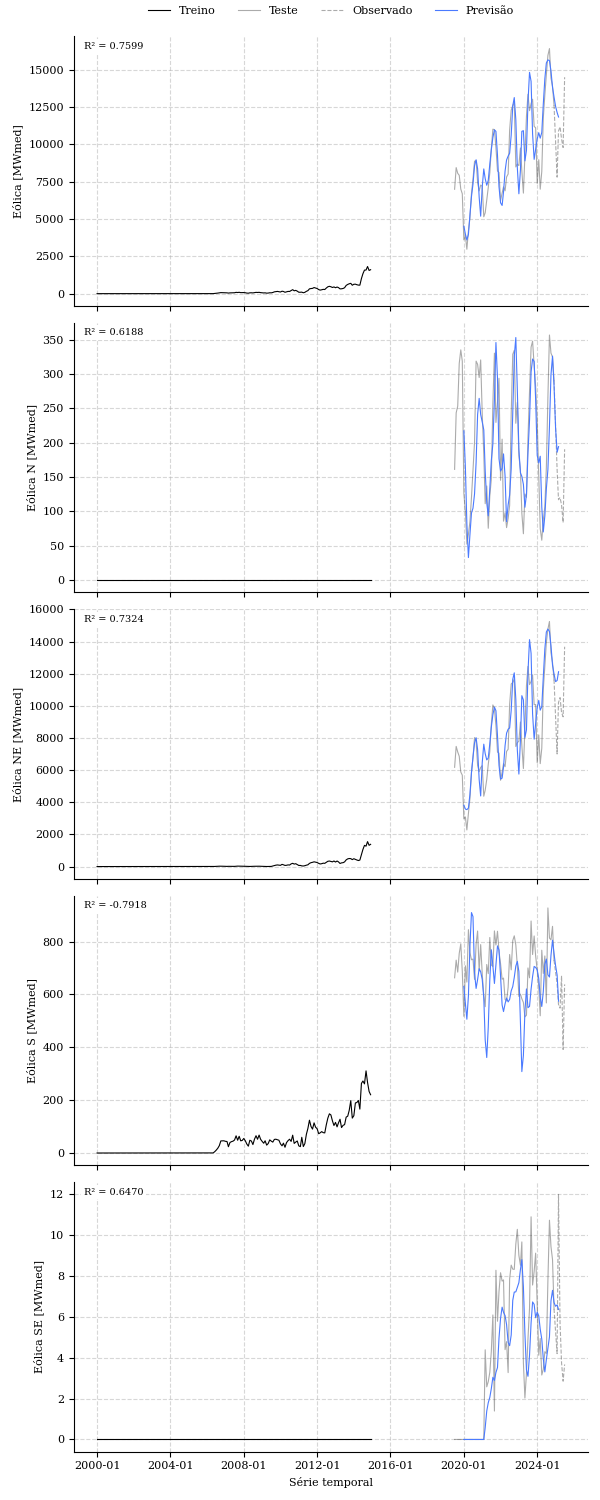 Treino Teste Observado Previsão
R² = 0.7599
Eólica [MWmed]
15000
12500
10000
7500
5000
2500
0
R² = 0.6188
Eólica N [MWmed]
350
300
250
200
150
100
50
0
R² = 0.7324
Eólica NE [MWmed]
16000
14000
12000
10000
8000
6000
4000
2000
0
R² = -0.7918
Eólica S [MWmed]
800
600
400
200
0
R² = 0.6470
Eólica SE [MWmed]
12
10
8
6
4
2
0
2000-01 2004-01 2008-01 2012-01 2016-01 2020-01 2024-01
Série temporal